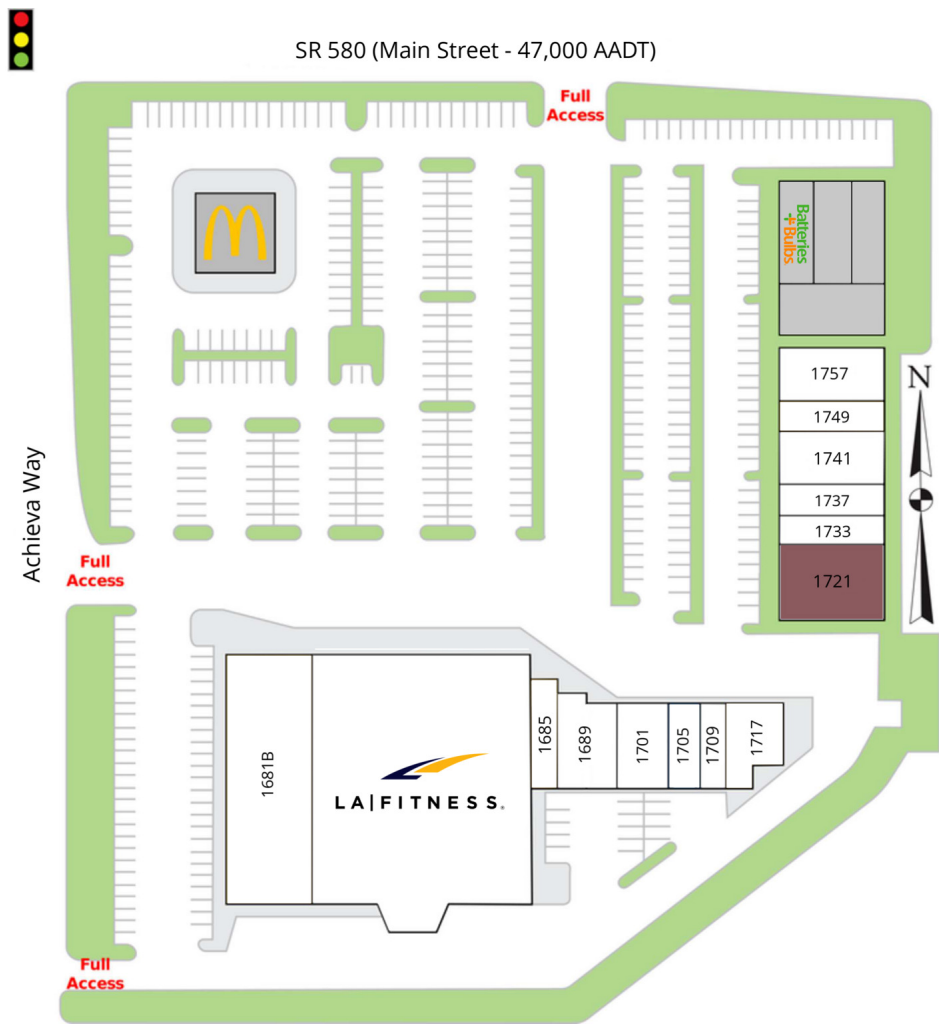 SR 580 (Main Street - 47,000 AADT)
Full
Access
Batteries
+Bulbs
1757
N
1749
1741
1737
1733
1721
Achieva Way
Full
Access
1681B
LA|FITNESS®
1685
1689
1701
1705
1709
1717
Full
Access